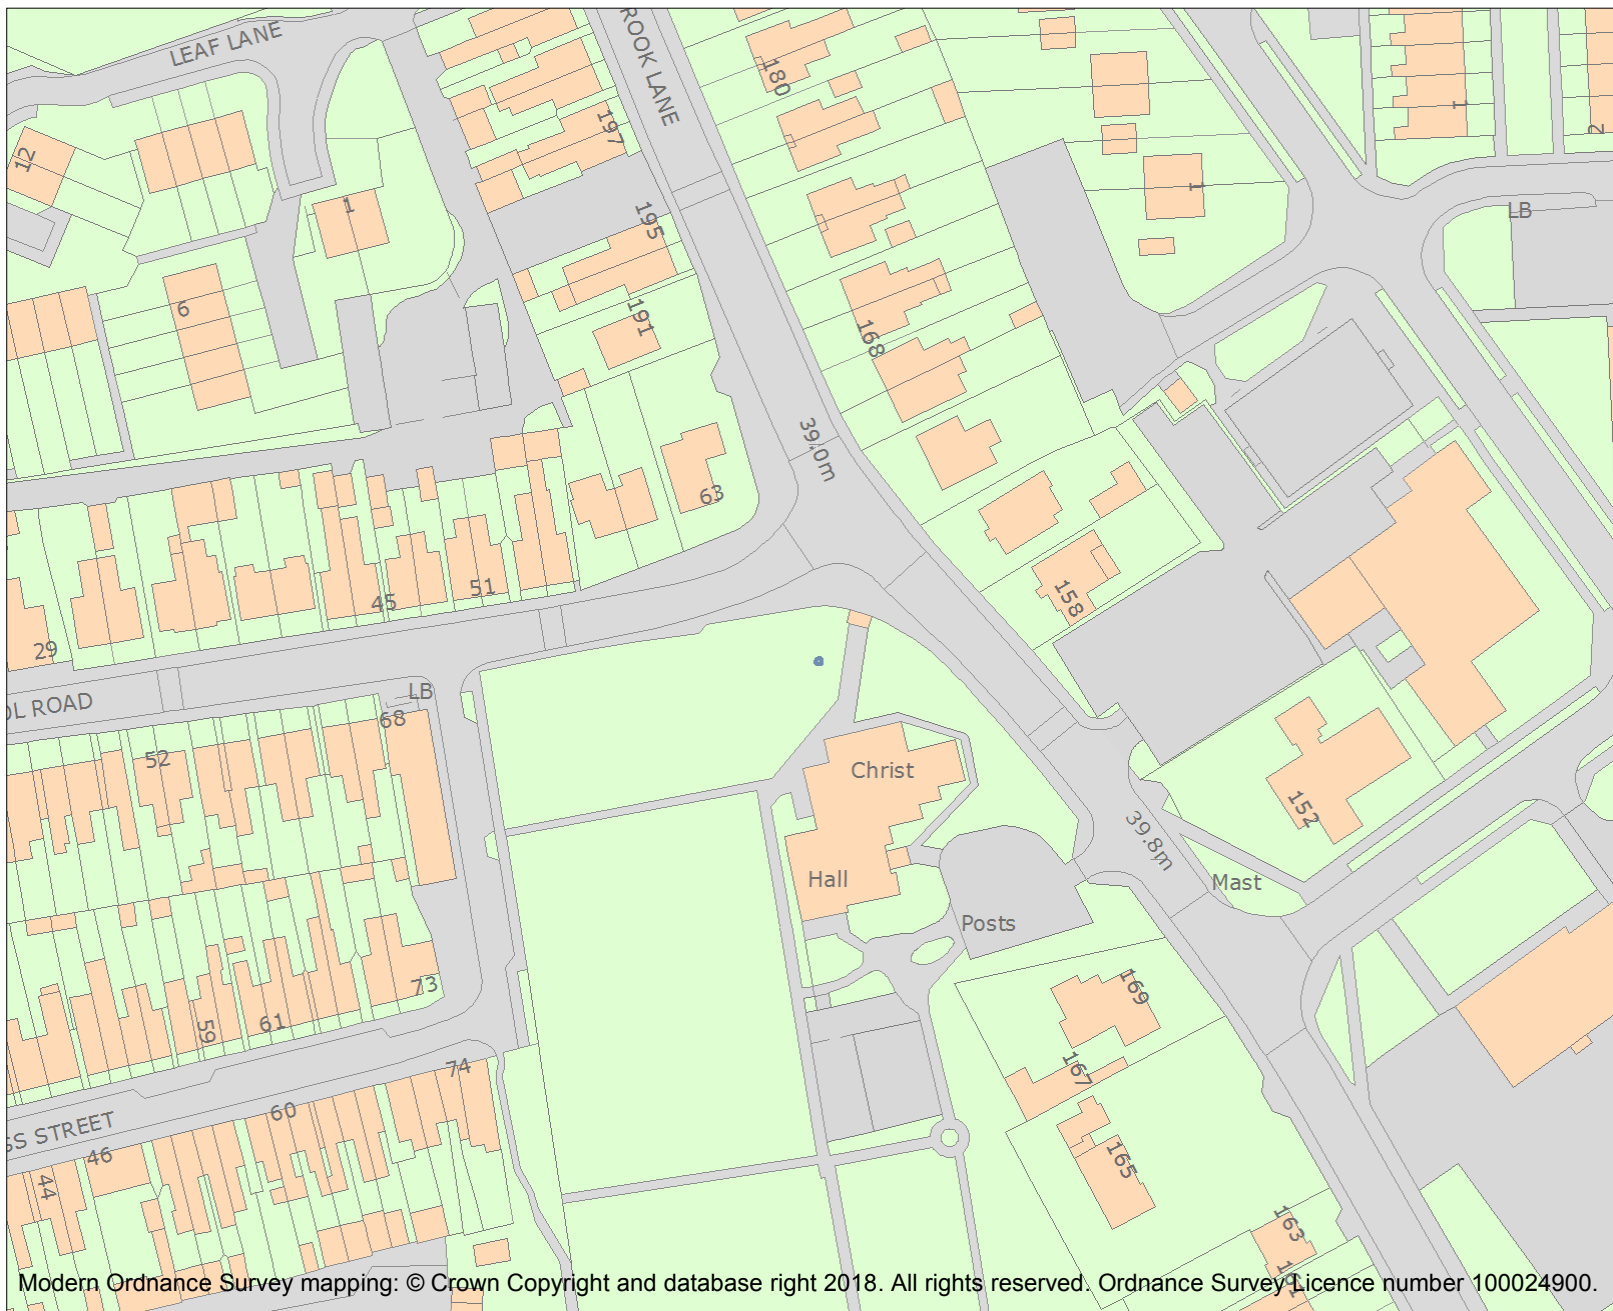 LEAF LANE
ROOK LANE
180
1
2
197
12
1
1
195
LB
6
191
168
39.0m
63
51
45
158
29
LB
OL ROAD
68
52
Christ
152
39.8m
Hall
Mast
Posts
73
169
59
61
74
167
60
SS STREET
46
165
44
163
161
Modern Ordnance Survey mapping: © Crown Copyright and database right 2018. All rights reserved. Ordnance Survey Licence number 100024900.